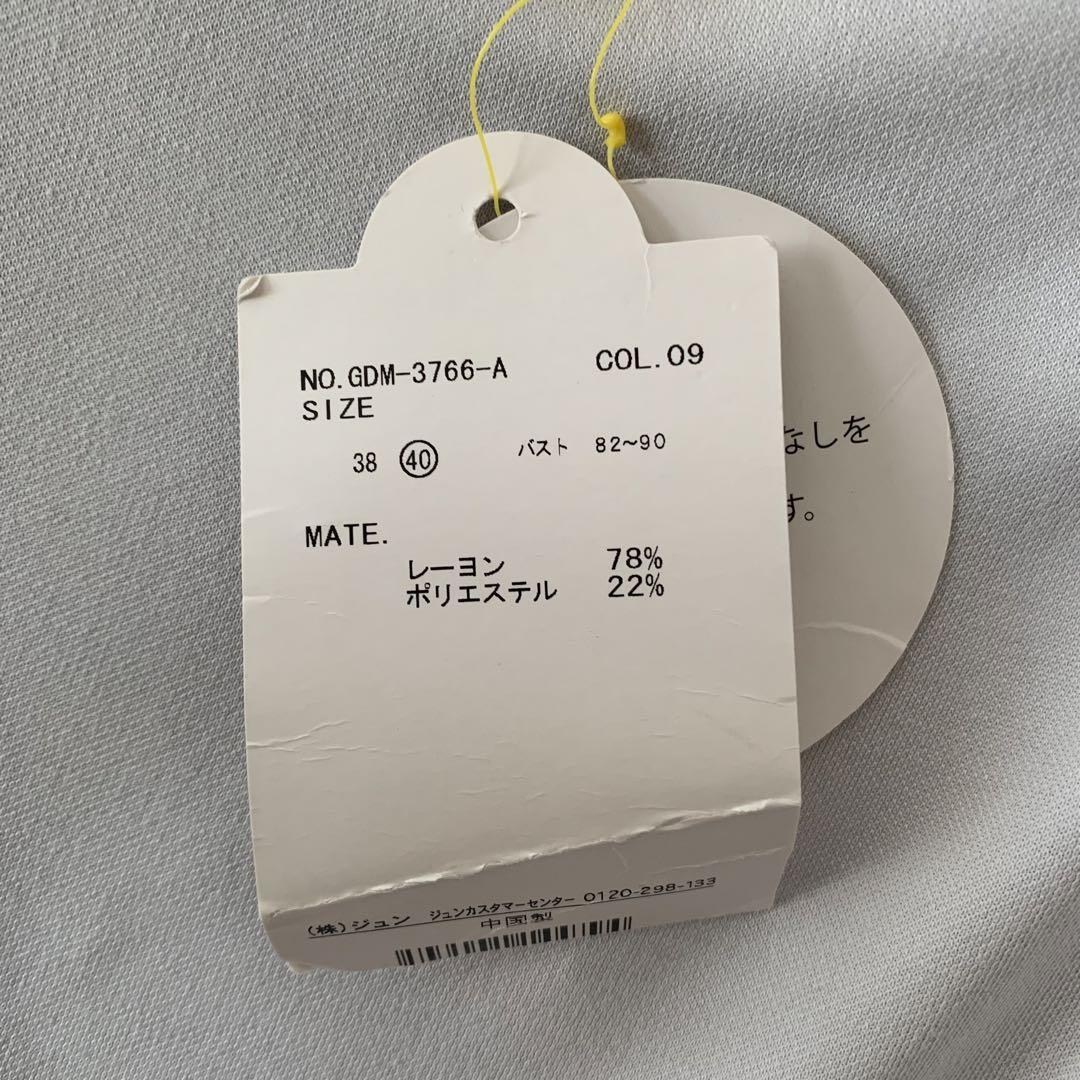 NO.GDM-3766-A COL.09
SIZE
38 ㊵ バスト 82~90
MATE.
レーヨン 78%
ポリエステル 22%
(株)ジュン ジュンカスタマーセンター 0120-298-133
中国製
なしを
す。